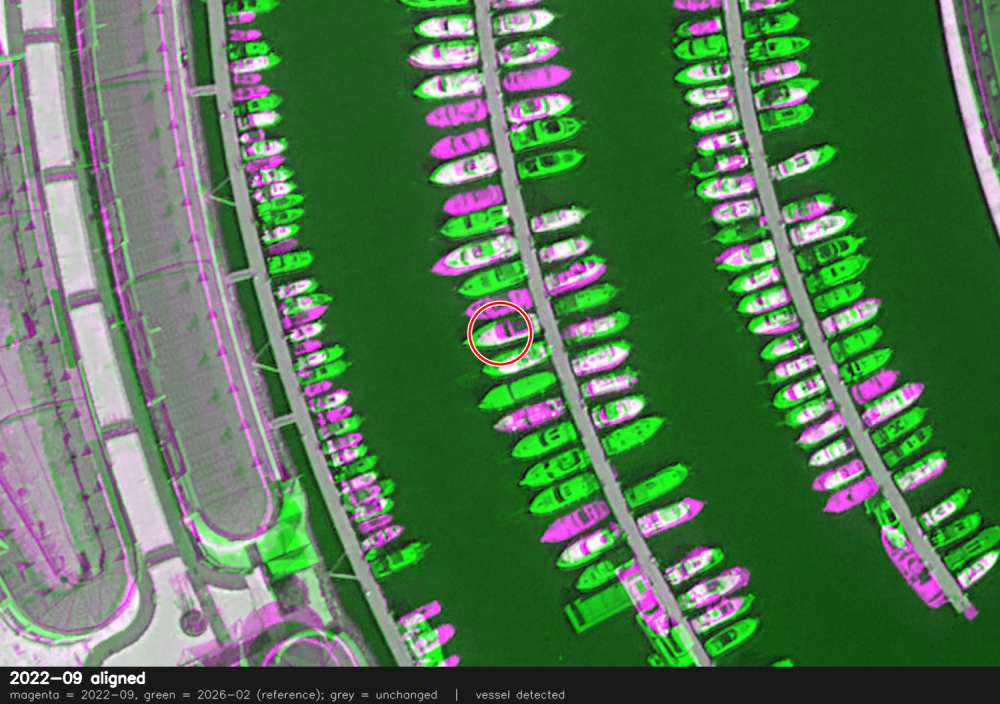 2022-09 aligned
magenta = 2022-09, green = 2026-02 (reference); grey = unchanged | vessel detected